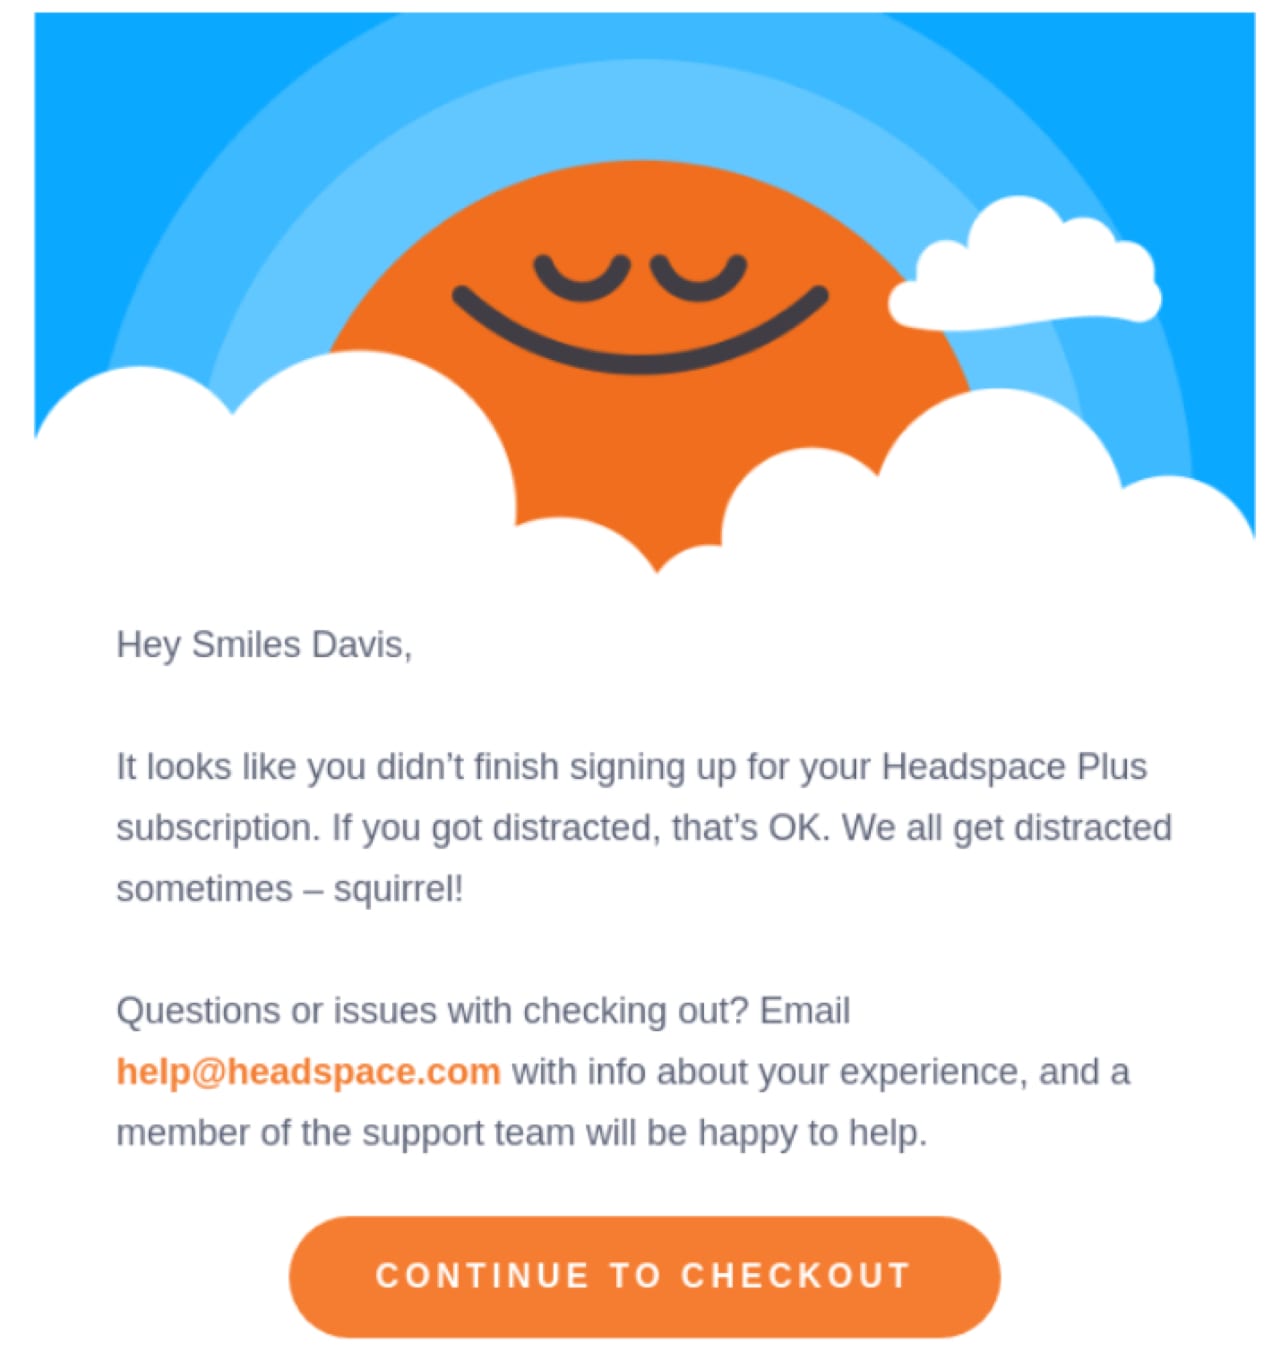 Hey Smiles Davis,
It looks like you didn’t finish signing up for your Headspace Plus
subscription. If you got distracted, that’s OK. We all get distracted
sometimes – squirrel!
Questions or issues with checking out? Email
help@headspace.com with info about your experience, and a
member of the support team will be happy to help.
CONTINUE TO CHECKOUT